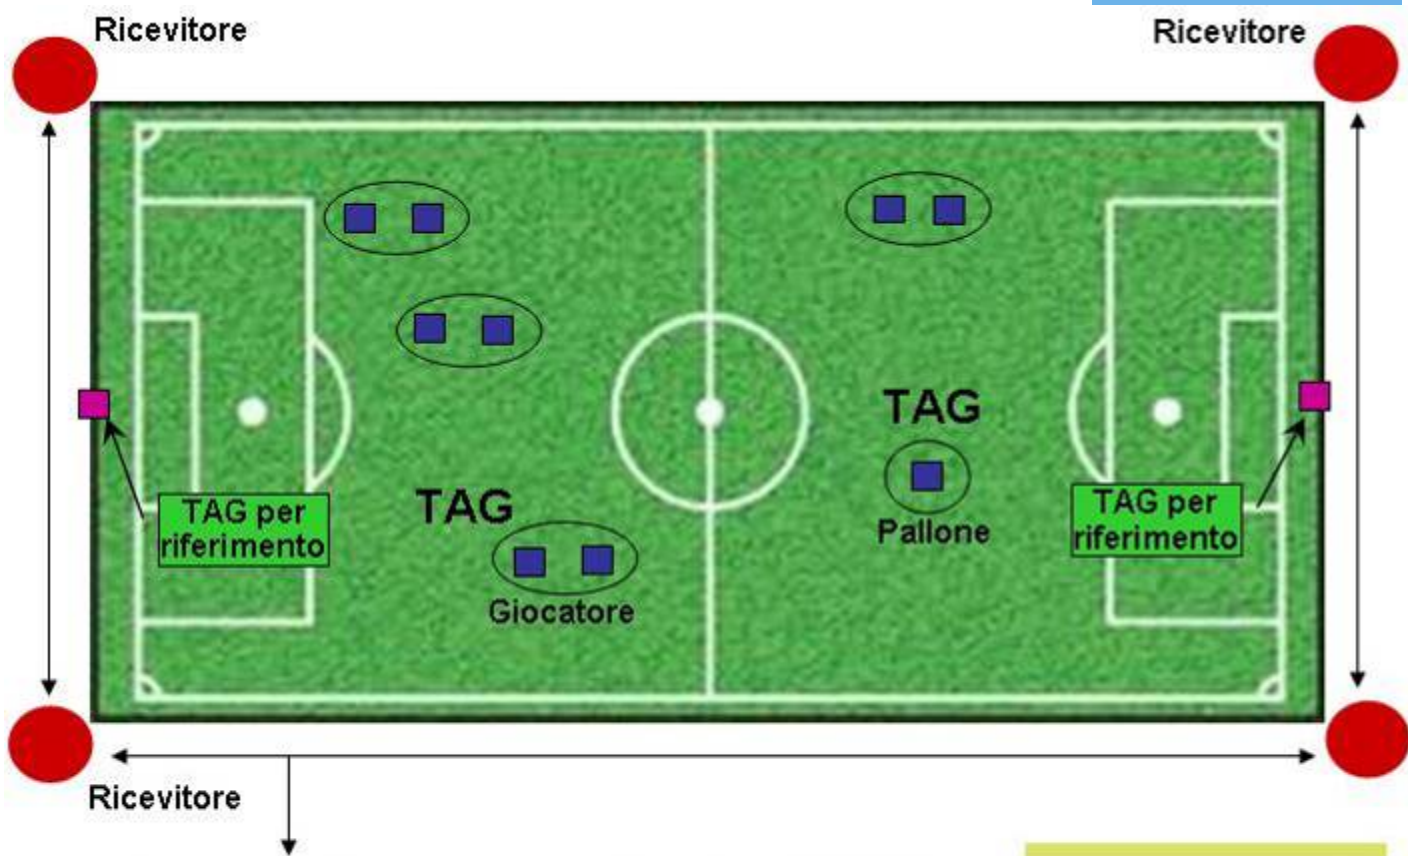 Ricevitore
Ricevitore
TAG
TAG
TAG per
riferimento
TAG per
riferimento
Pallone
Giocatore
Ricevitore